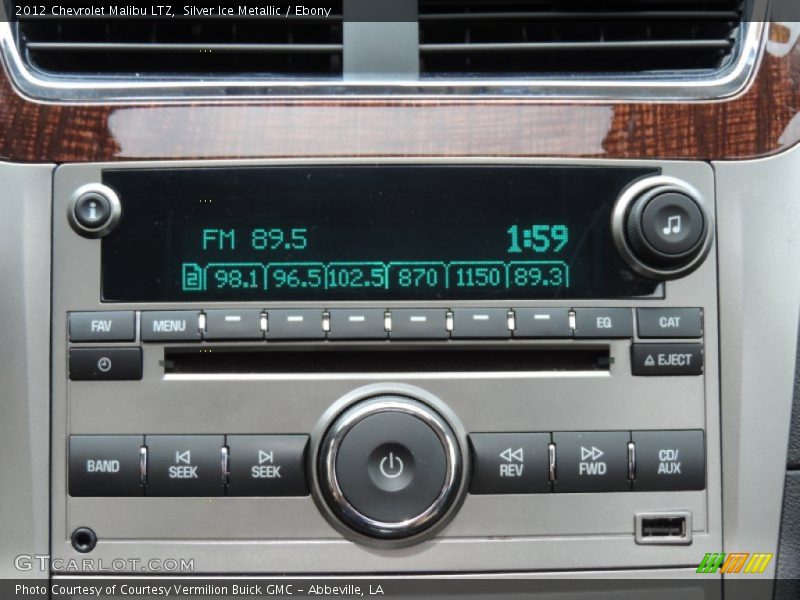 2012 Chevrolet Malibu LTZ,  Silver Ice Metallic / Ebony
i
FM 89.5 1:59
2 98.1 96.5 102.5 870 1150 89.3
FAV MENU EQ CAT
EJECT
BAND SEEK SEEK REV FWD CD/AUX
GTCARLOT.COM
Photo Courtesy of Courtesy Vermilion Buick GMC – Abbeville, LA